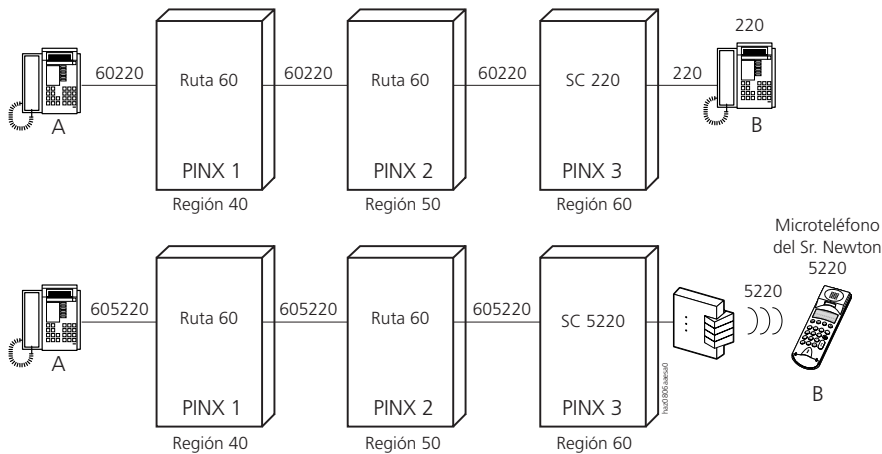 220
60220
60220
60220
220
Ruta 60
Ruta 60
SC 220
A
B
PINX 1
PINX 2
PINX 3
Región 40
Región 50
Región 60
Microteléfono
del Sr. Newton
5220
605220
605220
605220
5220
Ruta 60
Ruta 60
SC 5220
A
B
PINX 1
PINX 2
PINX 3
haz0806aaesa0
Región 40
Región 50
Región 60